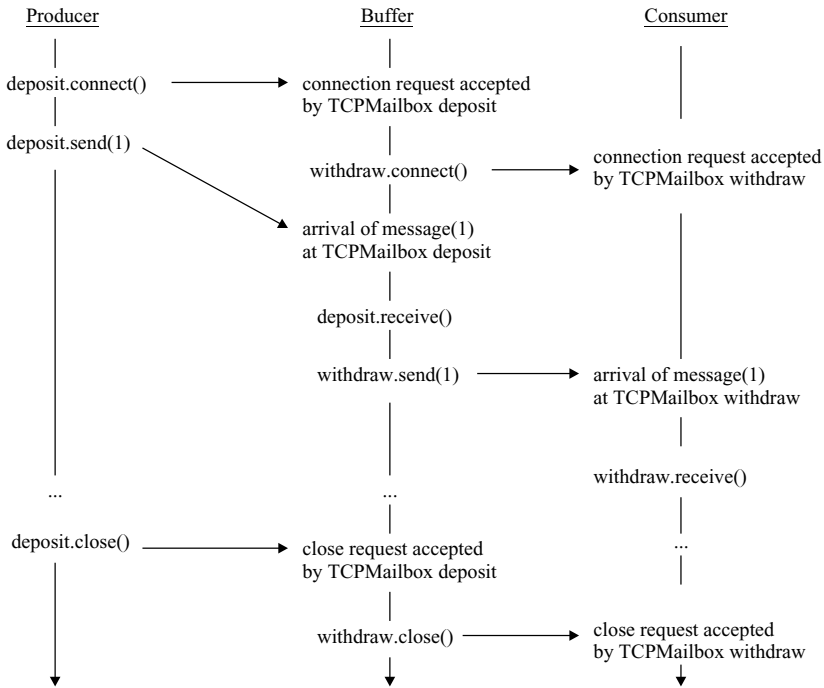 Producer
Buffer
Consumer
deposit.connect()
connection request accepted
by TCPMailbox deposit
deposit.send(1)
withdraw.connect()
connection request accepted
by TCPMailbox withdraw
arrival of message(1)
at TCPMailbox deposit
deposit.receive()
withdraw.send(1)
arrival of message(1)
at TCPMailbox withdraw
withdraw.receive()
...
...
deposit.close()
close request accepted
by TCPMailbox deposit
...
withdraw.close()
close request accepted
by TCPMailbox withdraw